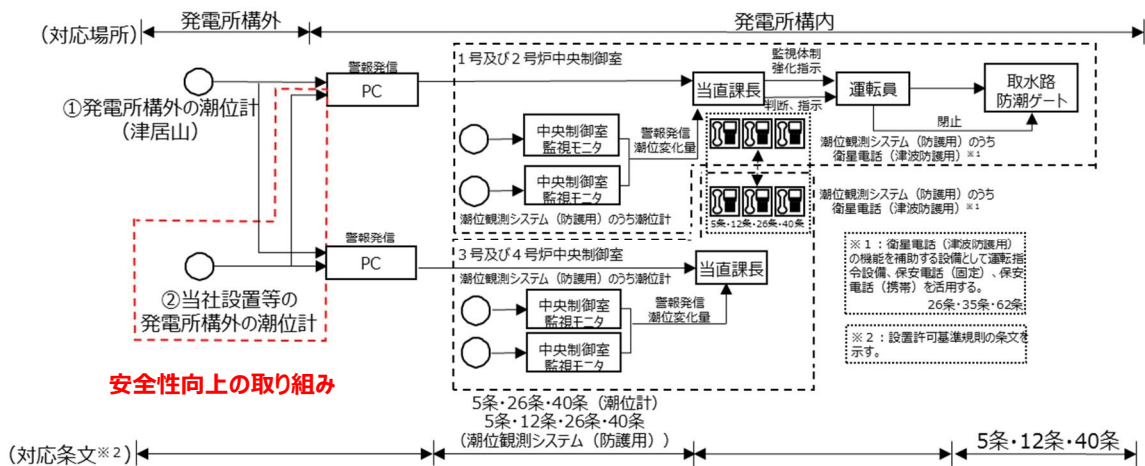 (対応場所)
発電所構外
発電所構内
①発電所構外の潮位計
(津居山)
警報発信
PC
1号及び2号炉中央制御室
当直課長
監視体制
強化指示
判断、指示
運転員
取水路
防潮ゲート
閉止
中央制御室
監視モニタ
中央制御室
監視モニタ
警報発信
潮位変化量
潮位観測システム(防護用)のうち潮位計
潮位観測システム(防護用)のうち
衛星電話(津波防護用)※1
潮位観測システム(防護用)のうち
衛星電話(津波防護用)※1
5条・12条・26条・40条
②当社設置等の
発電所構外の潮位計
警報発信
PC
3号及び4号炉中央制御室
潮位観測システム(防護用)のうち潮位計
当直課長
中央制御室
監視モニタ
中央制御室
監視モニタ
警報発信
潮位変化量
※1:衛星電話(津波防護用)
の機能を補助する設備として運転指
令設備、保安電話(固定)、保安
電話(携帯)を活用する。
26条・35条・62条
※2:設置許可基準規則の条文を
示す。
安全性向上の取り組み
5条・26条・40条(潮位計)
5条・12条・26条・40条
(潮位観測システム(防護用))
(対応条文※2)
5条・12条・40条